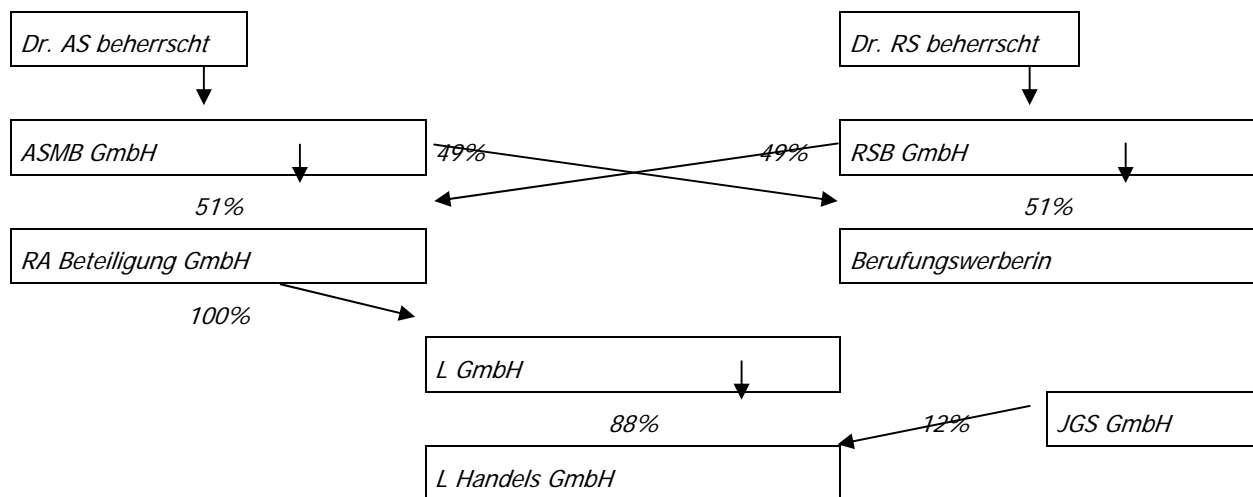 Dr. AS beherrscht
Dr. RS beherrscht
ASMB GmbH
49%
49%
RSB GmbH
51%
51%
RA Beteiligung GmbH
Berufungswerberin
100%
L GmbH
88%
12%
JGS GmbH
L Handels GmbH